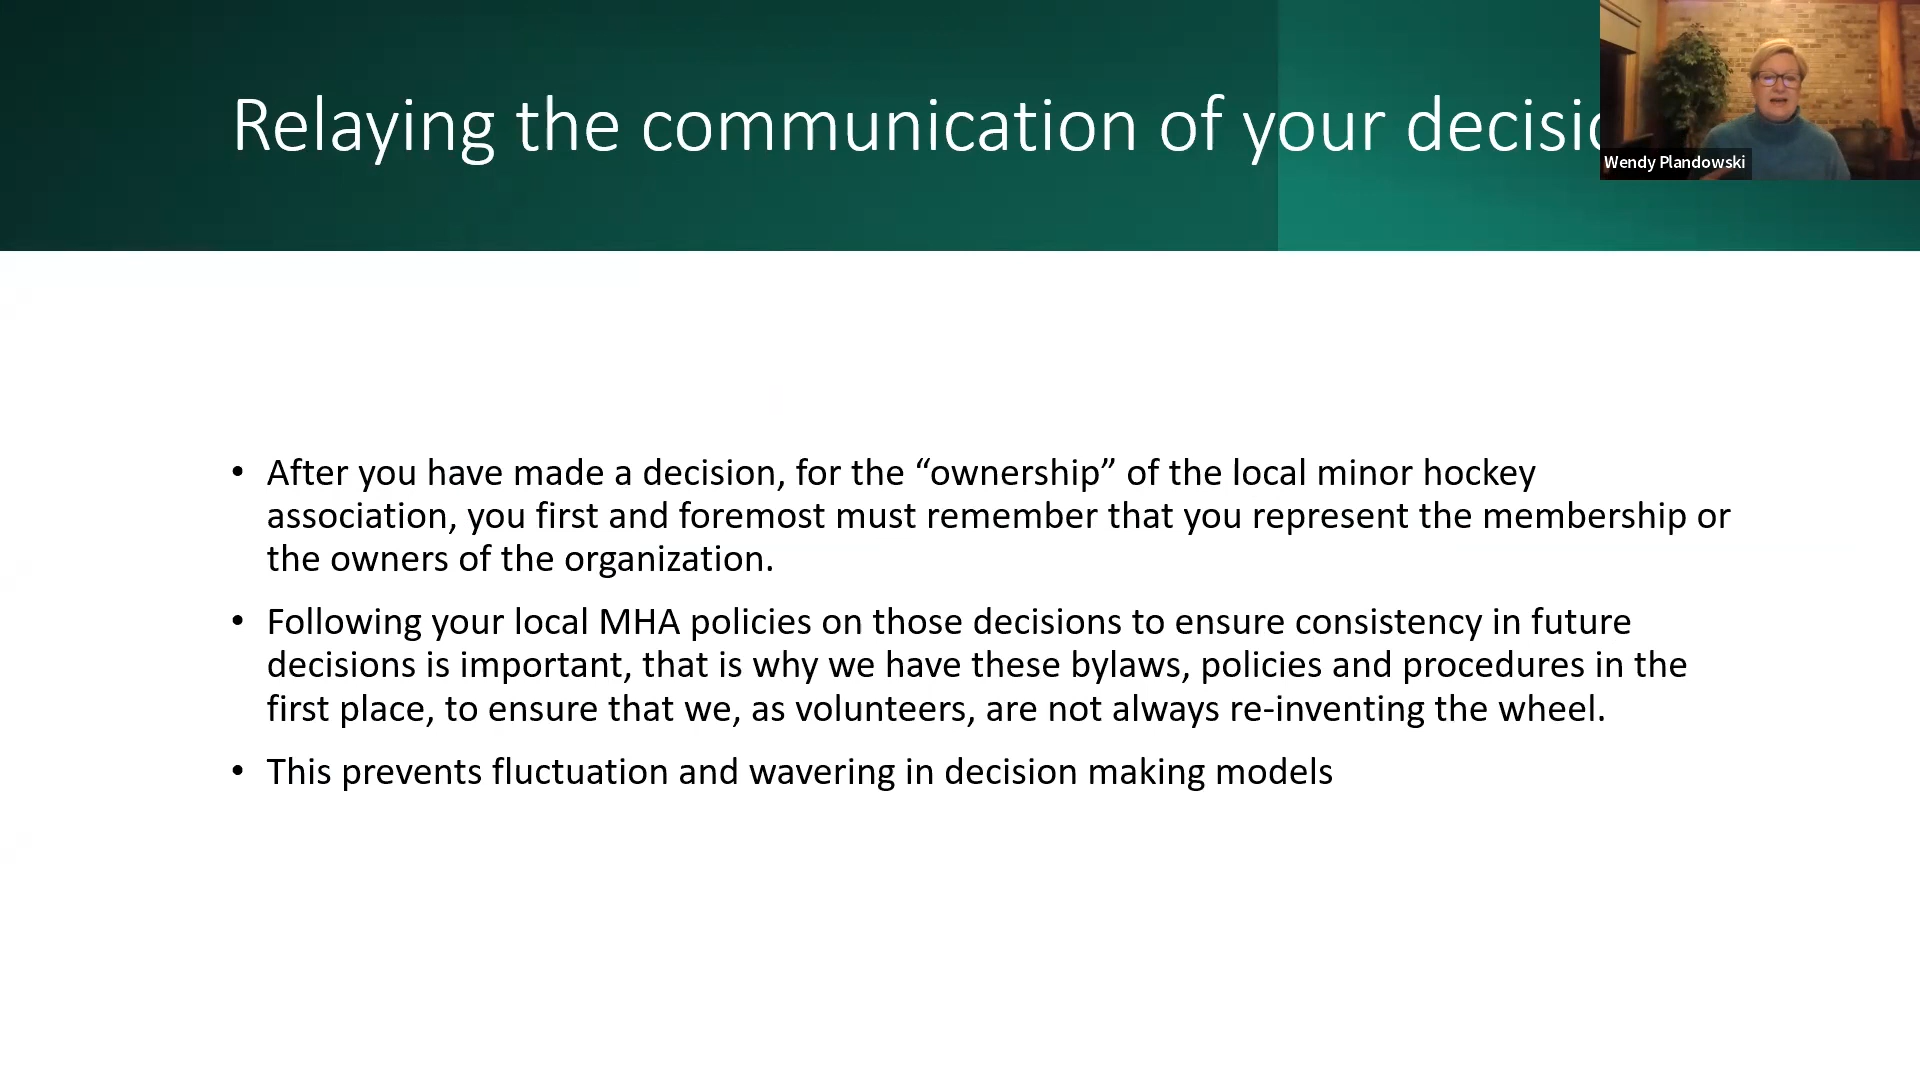 Relaying the communication of your decisio
Wendy Plandowski
• After you have made a decision, for the “ownership” of the local minor hockey
association, you first and foremost must remember that you represent the membership or
the owners of the organization.
• Following your local MHA policies on those decisions to ensure consistency in future
decisions is important, that is why we have these bylaws, policies and procedures in the
first place, to ensure that we, as volunteers, are not always re-inventing the wheel.
• This prevents fluctuation and wavering in decision making models